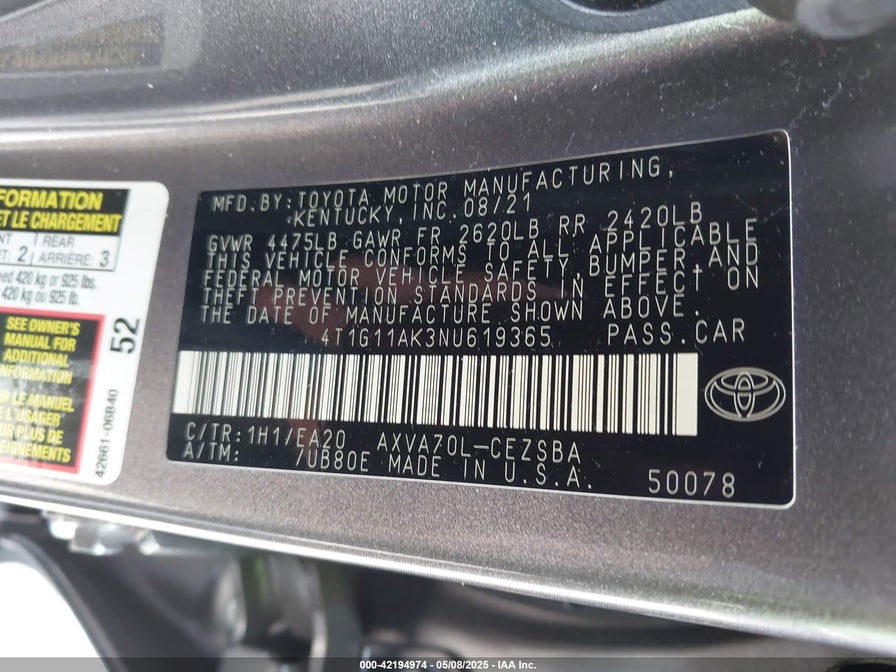 MFD.BY:TOYOTA MOTOR MANUFACTURING,
KENTUCKY, INC.08/21
GVWR 4475LB GAWR FR 2620LB RR 2420LB
THIS VEHICLE CONFORMS TO ALL APPLICABLE
FEDERAL MOTOR VEHICLE SAFETY,BUMPER,AND
THEFT PREVENTION STANDARDS IN EFFECT ON
THE DATE OF MANUFACTURE SHOWN ABOVE.
4T1G11AK3NU619365 PASS.CAR
C/TR:1H1/EA20 AXVA70L-CEZSBA
A/TM: /UB80E MADE IN U.S.A.
50078
FORMATION
ET LE CHARGEMENT
2 REAR
ARRIÈRE 3
420 kg or 925 lbs.
420 kg ou 925 lb.
SEE OWNER'S
MANUAL FOR
ADDITIONAL
INFORMATION
LE MANUEL
L'USAGER
PLUS DE
52
42661-06B40
000-42194974 - 05/08/2025 - IAA Inc.